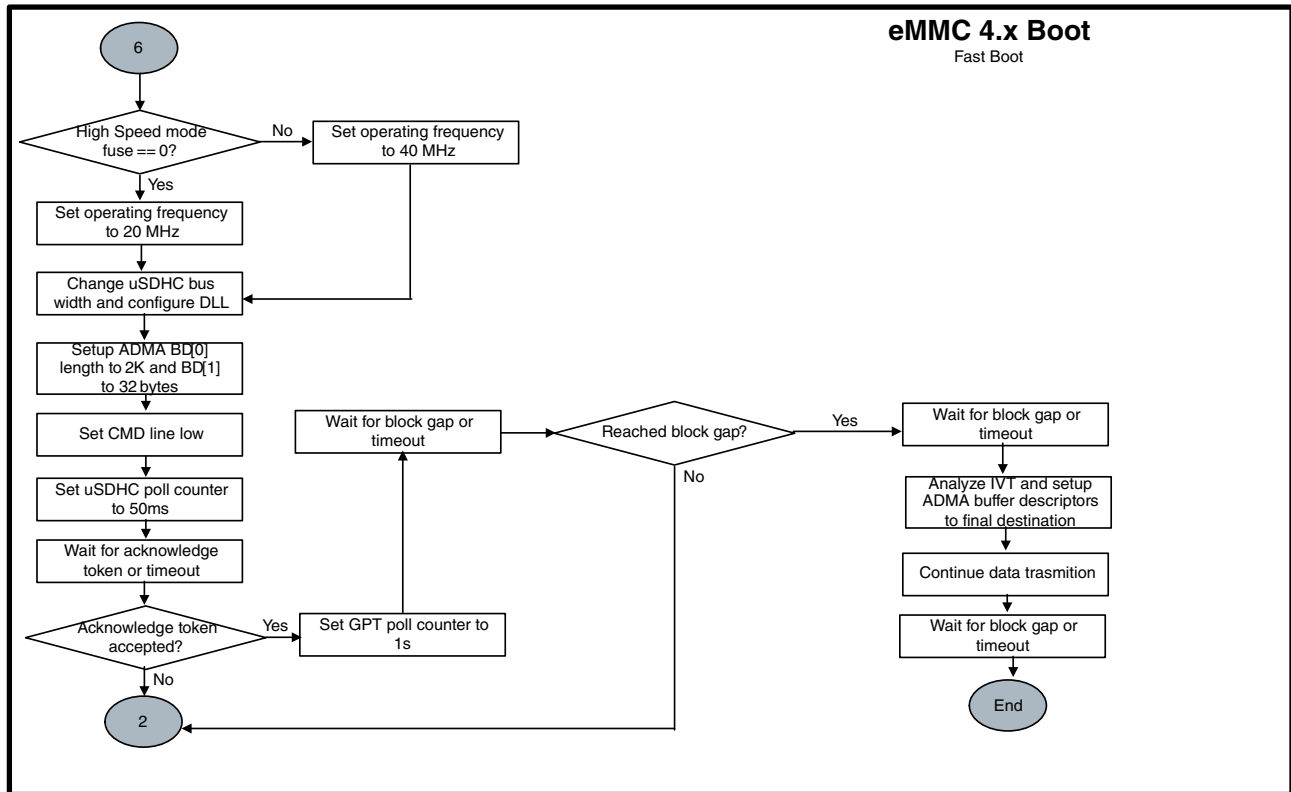 eMMC 4.x Boot
Fast Boot
6
High Speed mode
fuse == 0?
No
Set operating frequency
to 40 MHz
Yes
Set operating frequency
to 20 MHz
Change uSDHC bus
width and configure DLL
Setup ADMA BD[0]
length to 2K and BD[1]
to 32 bytes
Set CMD line low
Set uSDHC poll counter
to 50ms
Wait for acknowledge
token or timeout
Acknowledge token
accepted?
Yes
No
2
Set GPT poll counter to
1s
Wait for block gap or
timeout
Reached block gap?
Yes
No
Wait for block gap or
timeout
Analyze IVT and setup
ADMA buffer descriptors
to final destination
Continue data trasmition
Wait for block gap or
timeout
End